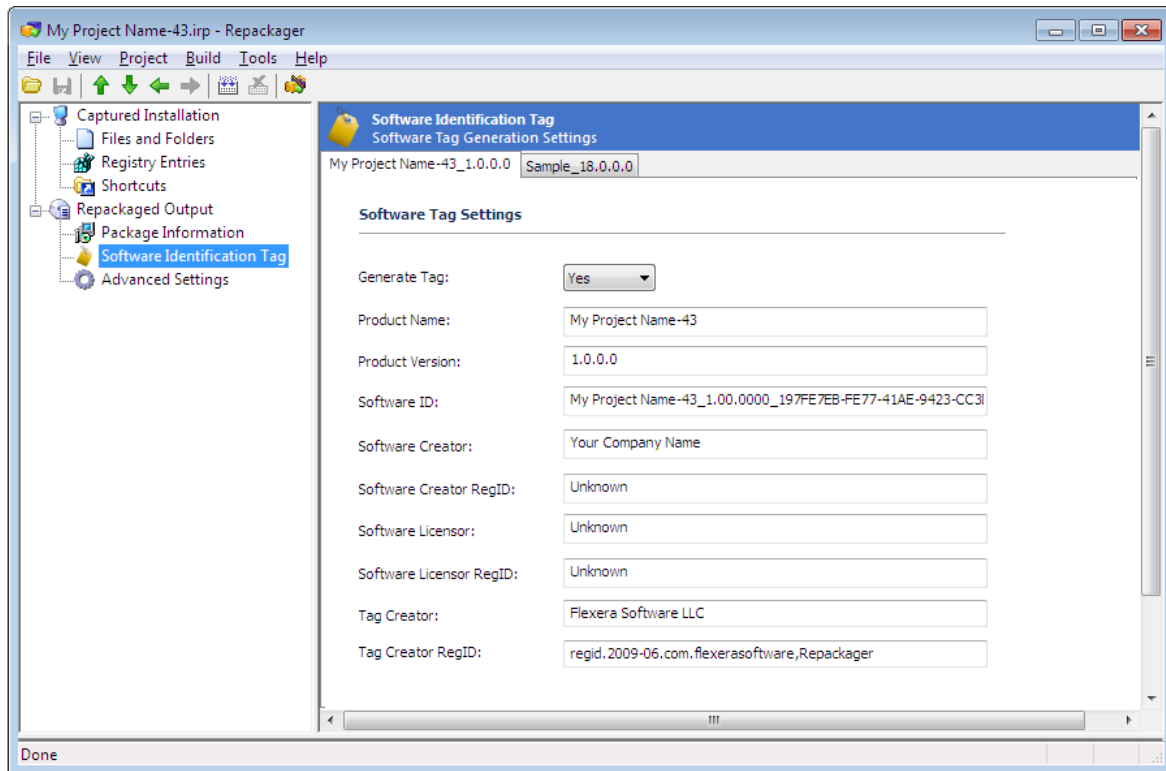 My Project Name-43.irp - Repackager
File View Project Build Tools Help
Captured Installation
Files and Folders
Registry Entries
Shortcuts
Repackaged Output
Package Information
Software Identification Tag
Advanced Settings
Software Identification Tag
Software Tag Generation Settings
My Project Name-43_1.0.0.0 Sample_18.0.0.0
Software Tag Settings
Generate Tag: Yes
Product Name: My Project Name-43
Product Version: 1.0.0.0
Software ID: My Project Name-43_1.00.0000_197FE7EB-FE77-41AE-9423-CC3
Software Creator: Your Company Name
Software Creator RegID: Unknown
Software Licensor: Unknown
Software Licensor RegID: Unknown
Tag Creator: Flexera Software LLC
Tag Creator RegID: regid.2009-06.com.flexerasoftware,Repackager
Done